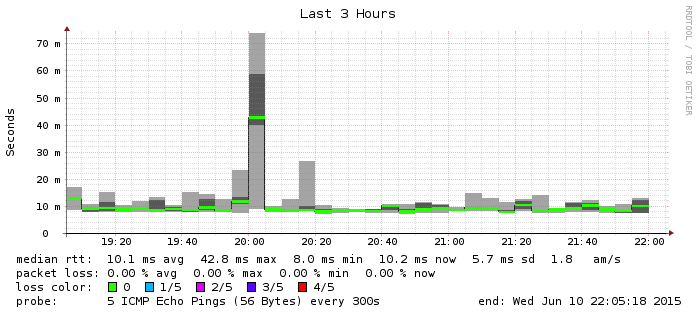 Last 3 Hours
RRDTOOL / TOBI OETIKER
Seconds
70 m
60 m
50 m
40 m
30 m
20 m
10 m
0
19:20 19:40 20:00 20:20 20:40 21:00 21:20 21:40 22:00
median rtt: 10.1 ms avg 42.8 ms max 8.0 ms min 10.2 ms now 5.7 ms sd 1.8 am/s
packet loss: 0.00 % avg 0.00 % max 0.00 % min 0.00 % now
loss color: 0 1/5 2/5 3/5 4/5
probe: 5 ICMP Echo Pings (56 Bytes) every 300s end: Wed Jun 10 22:05:18 2015